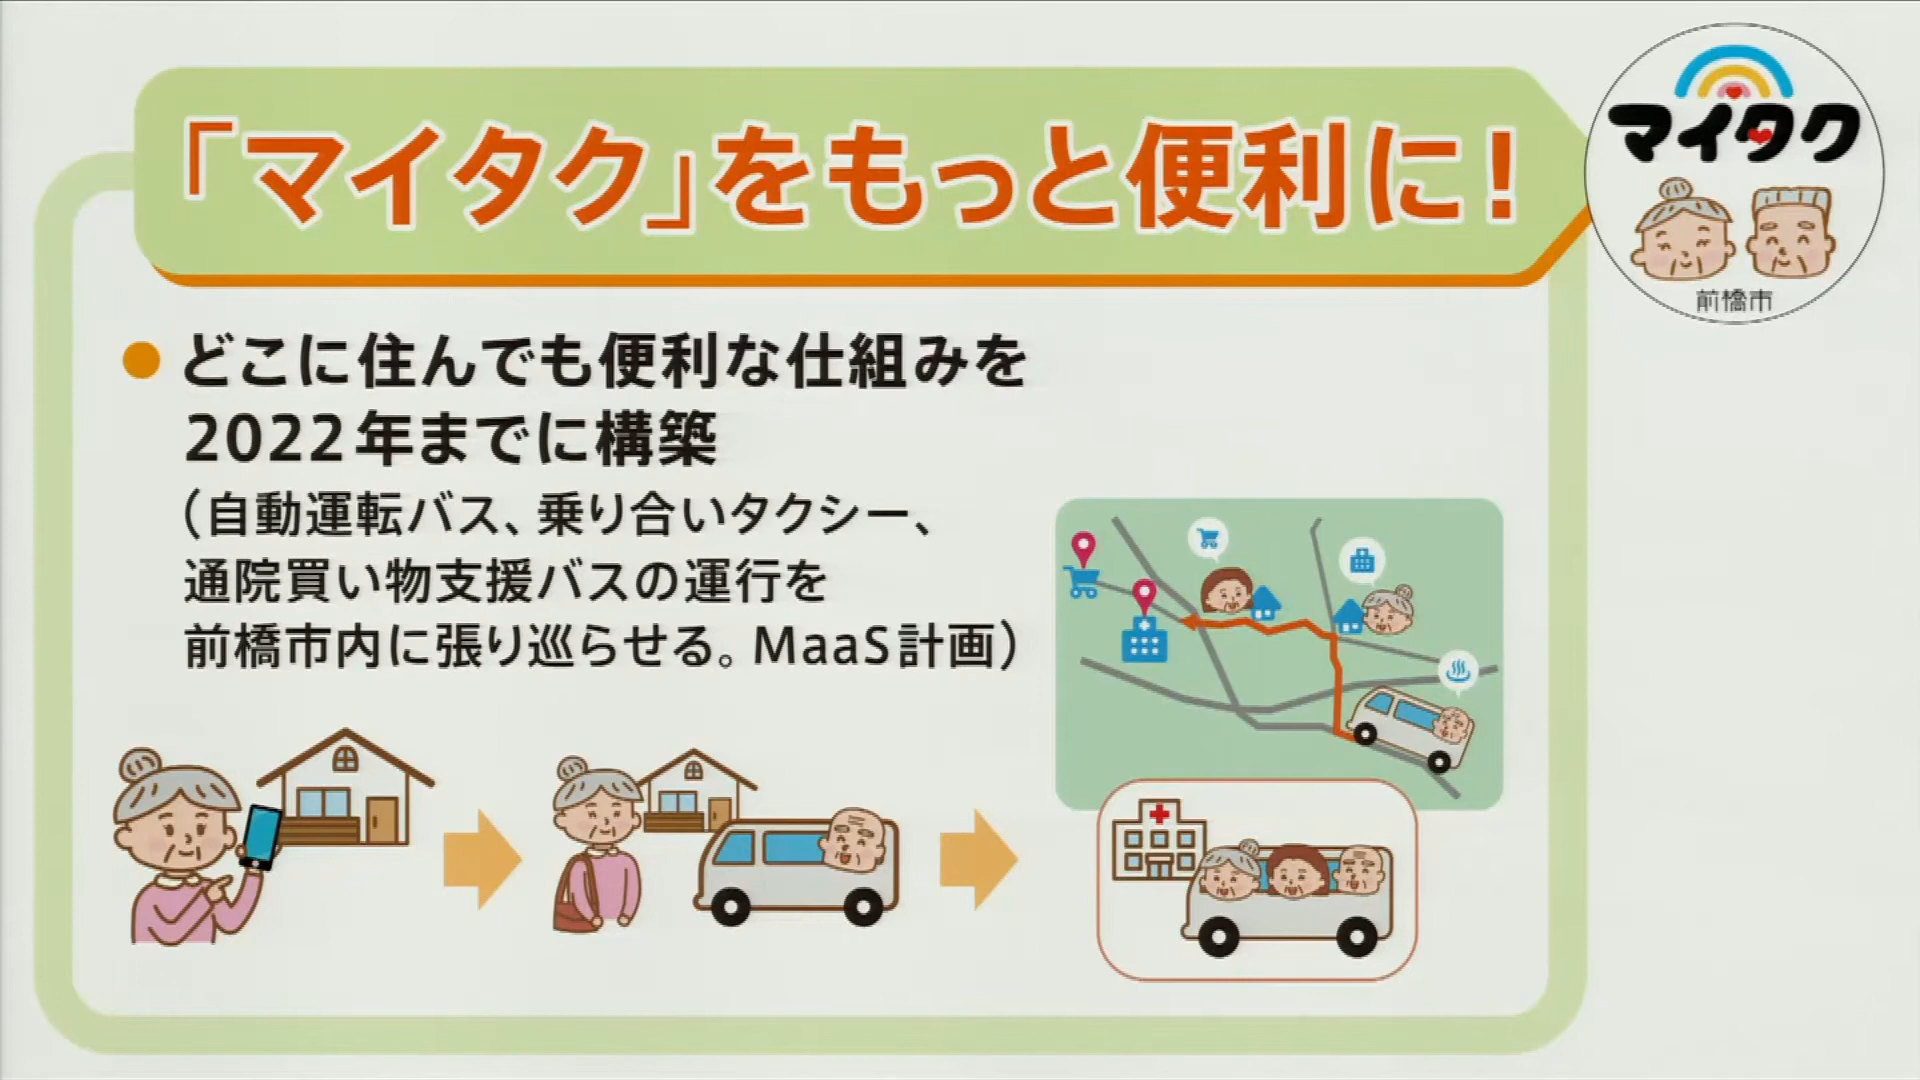 「マイタク」をもっと便利に！
マイタク
前橋市
●どこに住んでも便利な仕組みを
2022年までに構築
（自動運転バス、乗り合いタクシー、
通院買い物支援バスの運行を
前橋市内に張り巡らせる。MaaS計画）